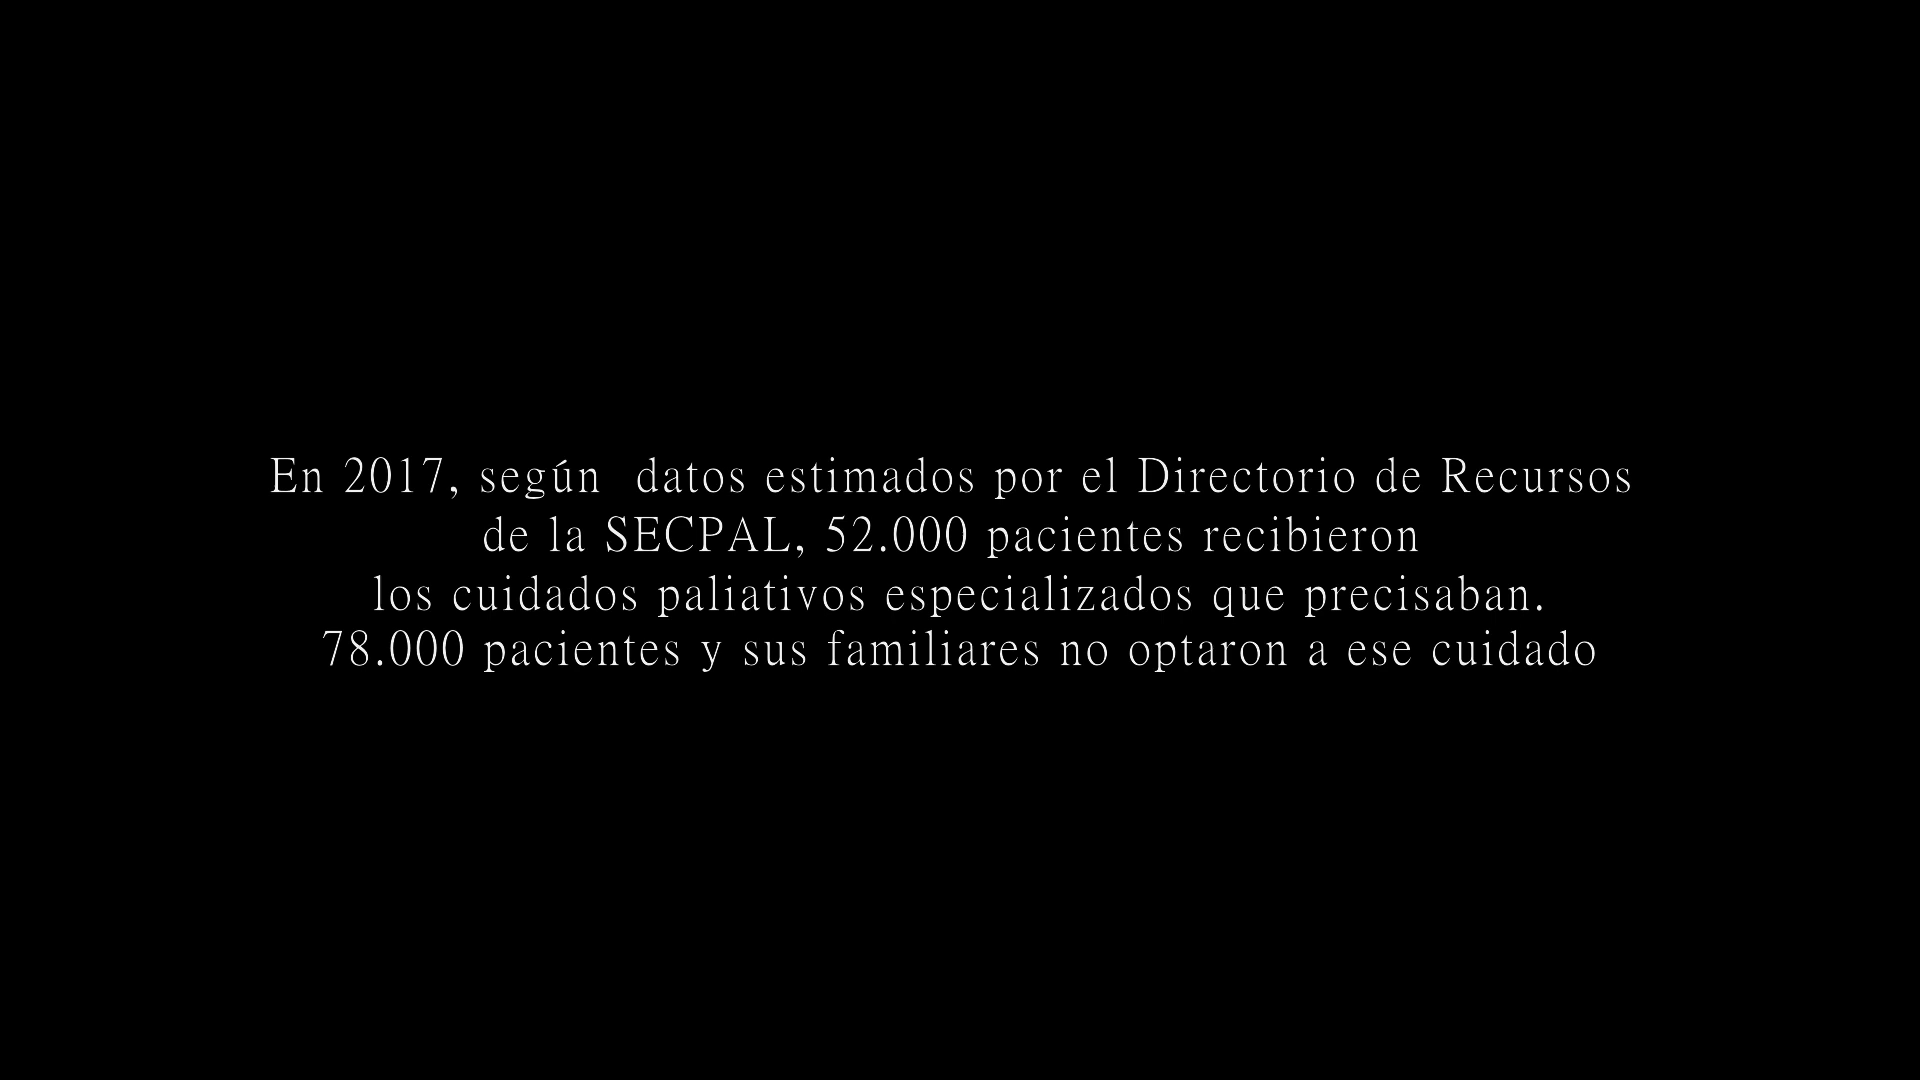 En 2017, según  datos estimados por el Directorio de Recursos
de la SECPAL, 52.000 pacientes recibieron
los cuidados paliativos especializados que precisaban.
78.000 pacientes y sus familiares no optaron a ese cuidado